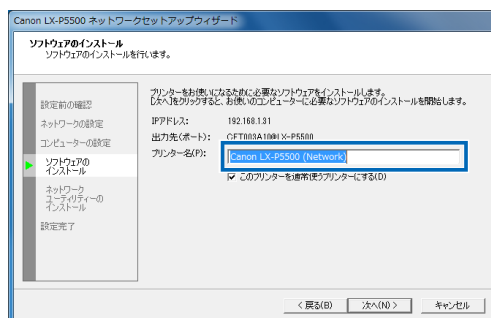 Canon LX-P5500 ネットワークセットアップウィザード
ソフトウェアのインストール
ソフトウェアのインストールを行います。
設定前の確認
ネットワークの設定
コンピューターの設定
ソフトウェアの
インストール
ネットワーク
ユーティリティーの
インストール
設定完了
プリンターをお使いになるために必要なソフトウェアをインストールします。
[次へ]をクリックすると、お使いのコンピューターに必要なソフトウェアのインストールを開始します。
IPアドレス: 192.168.1.31
出力先(ポート): CFT003A10@LX-P5500
プリンター名(P): Canon LX-P5500 (Network)
このプリンターを通常使うプリンターにする(D)
< 戻る(B) 次へ(N) > キャンセル